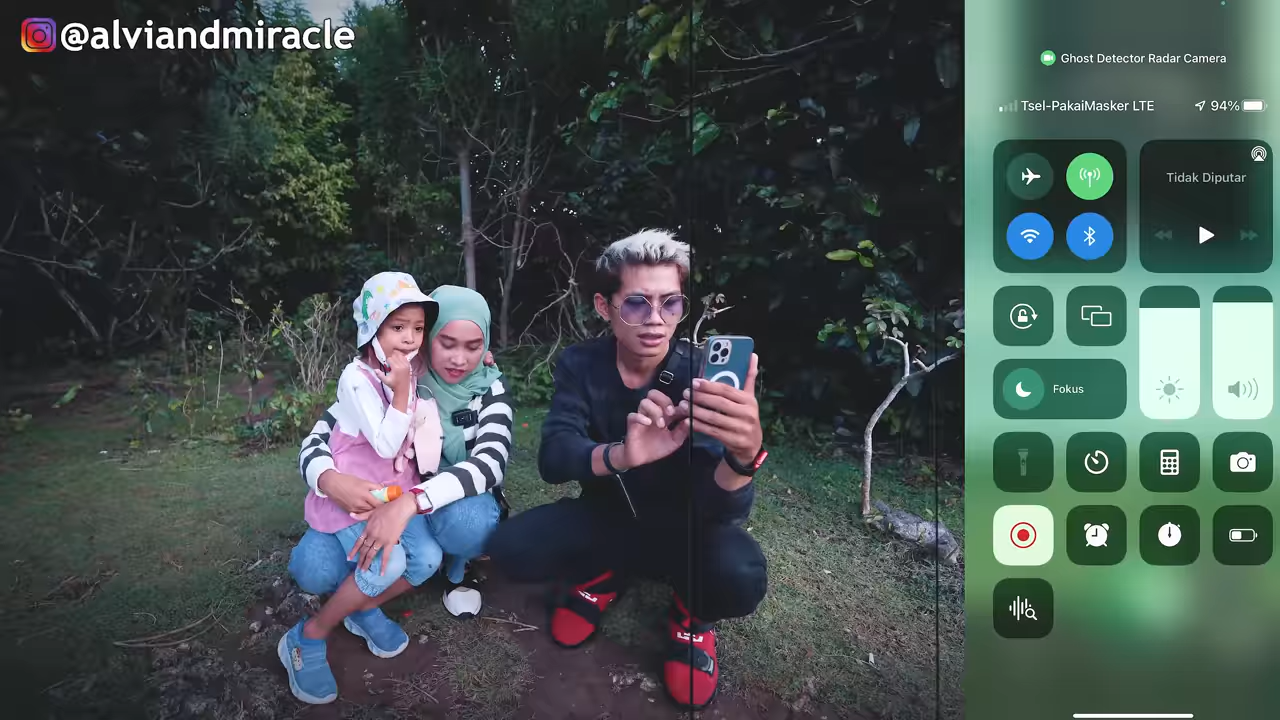 @alviandmiracle
Ghost Detector Radar Camera
Tsel-PakaiMasker LTE
94%
Tidak Diputar
Fokus